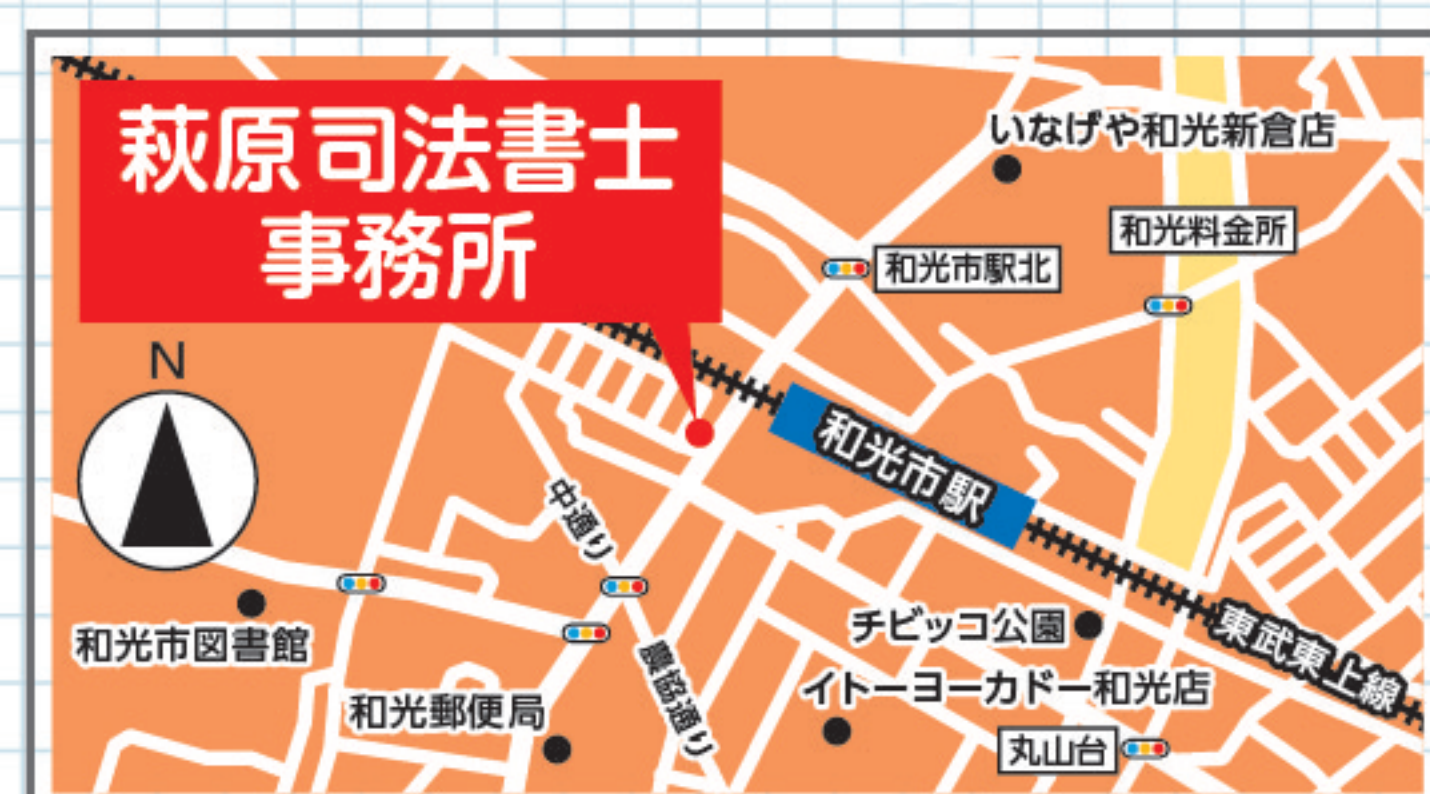 萩原司法書士
事務所
いなげや和光新倉店
和光料金所
和光市駅北
N
和光市駅
中通り
和光市図書館
農協通り
チビッコ公園
東武東上線
イトーヨーカドー和光店
和光郵便局
丸山台